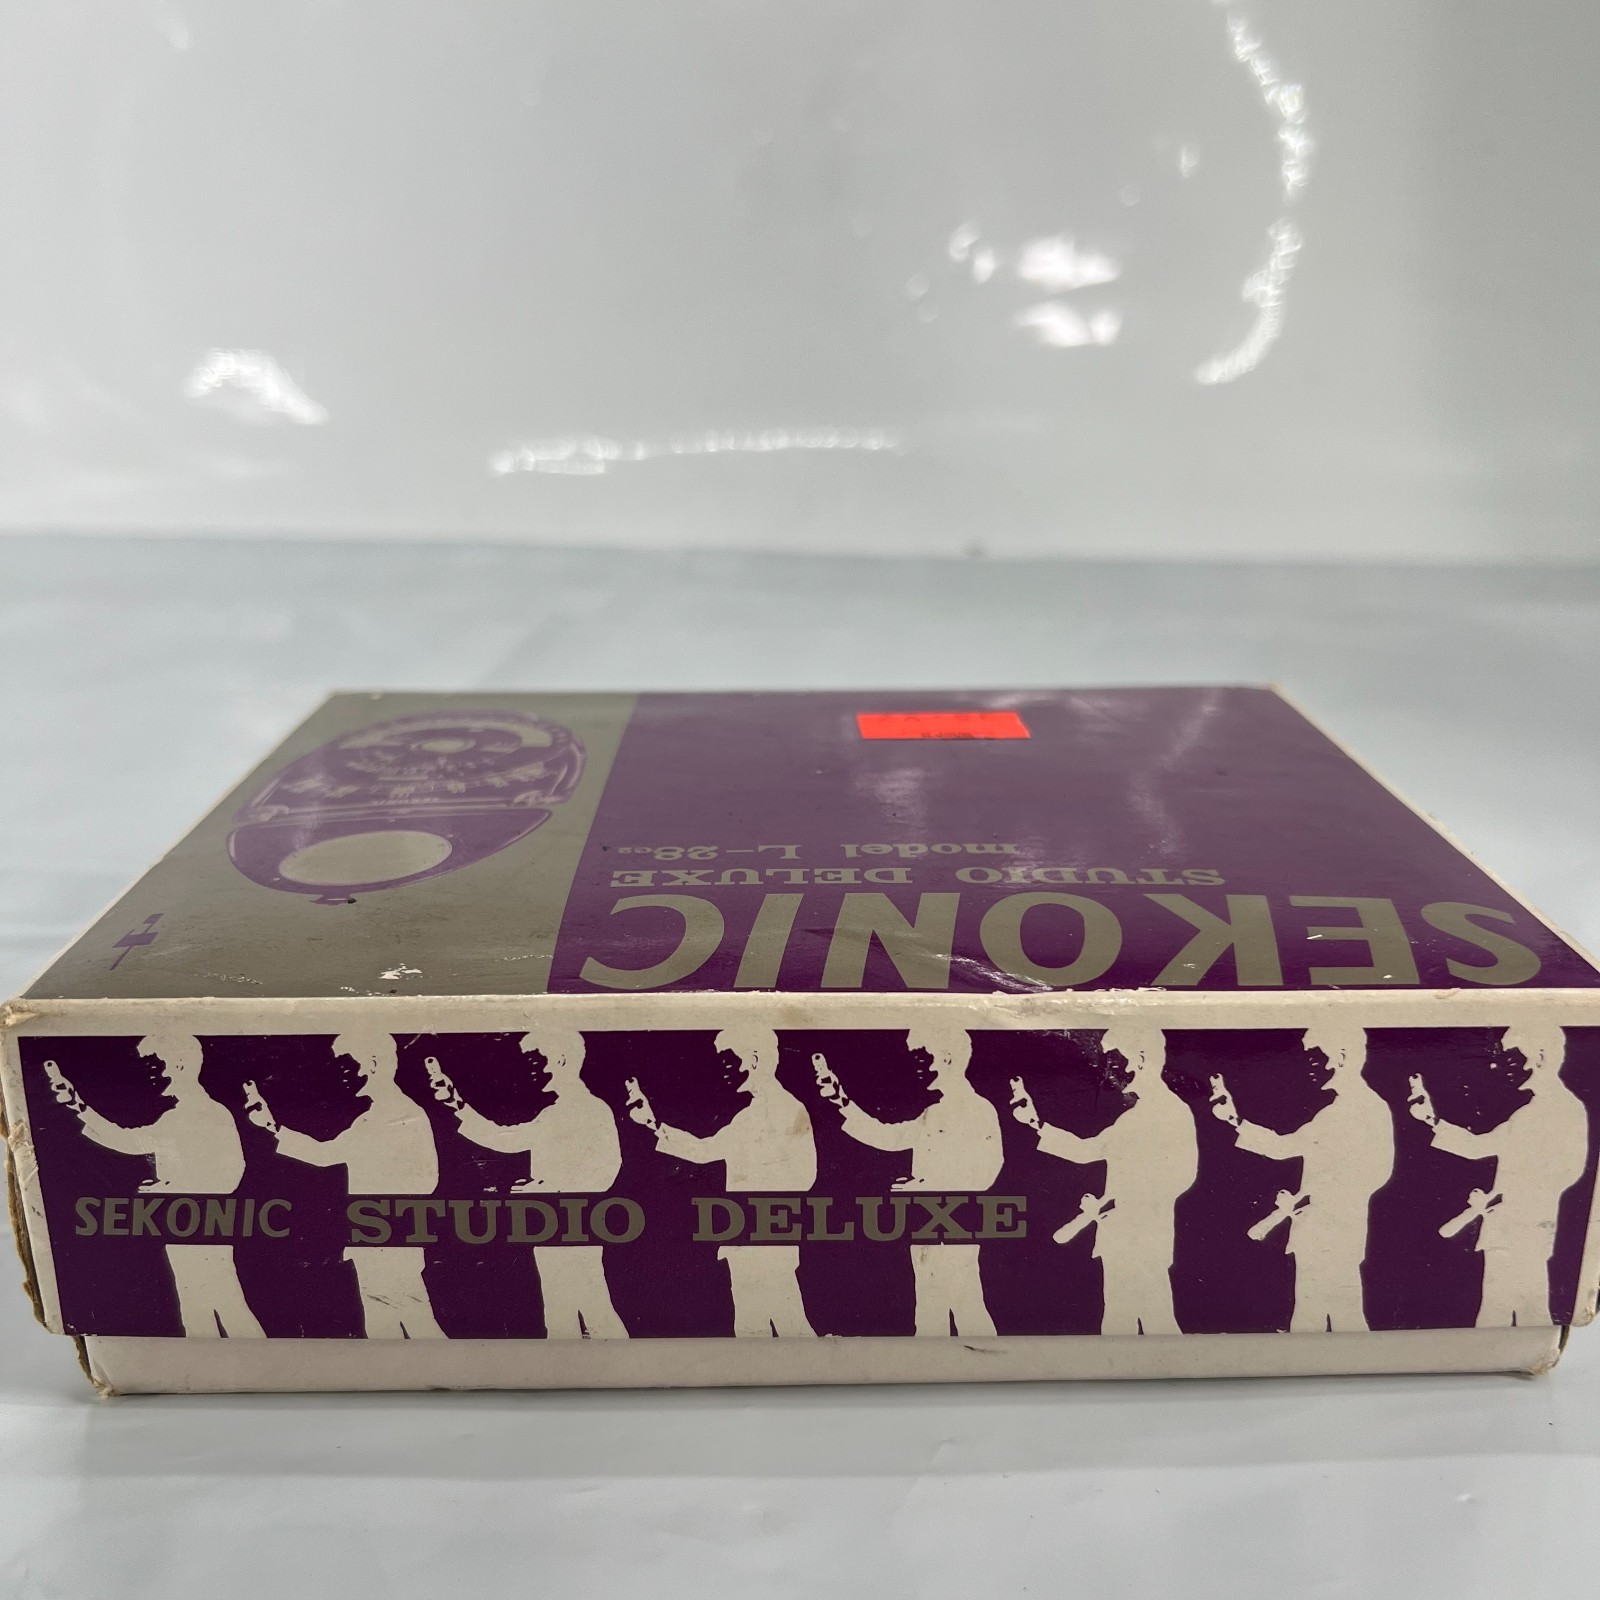 SEKONIC
STUDIO DELUXE
model L-28c2
SEKONIC STUDIO DELUXE